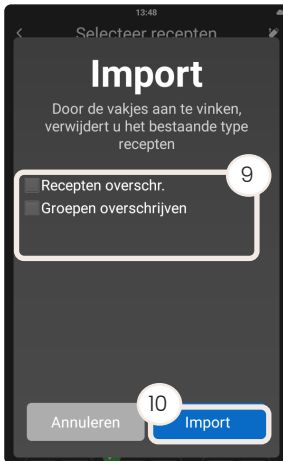 13:48
Selecteer recepten
Import
Door de vakjes aan te vinken,
verwijdert u het bestaande type
recepten
9
Recepten overschr.
Groepen overschrijven
10
Annuleren
Import